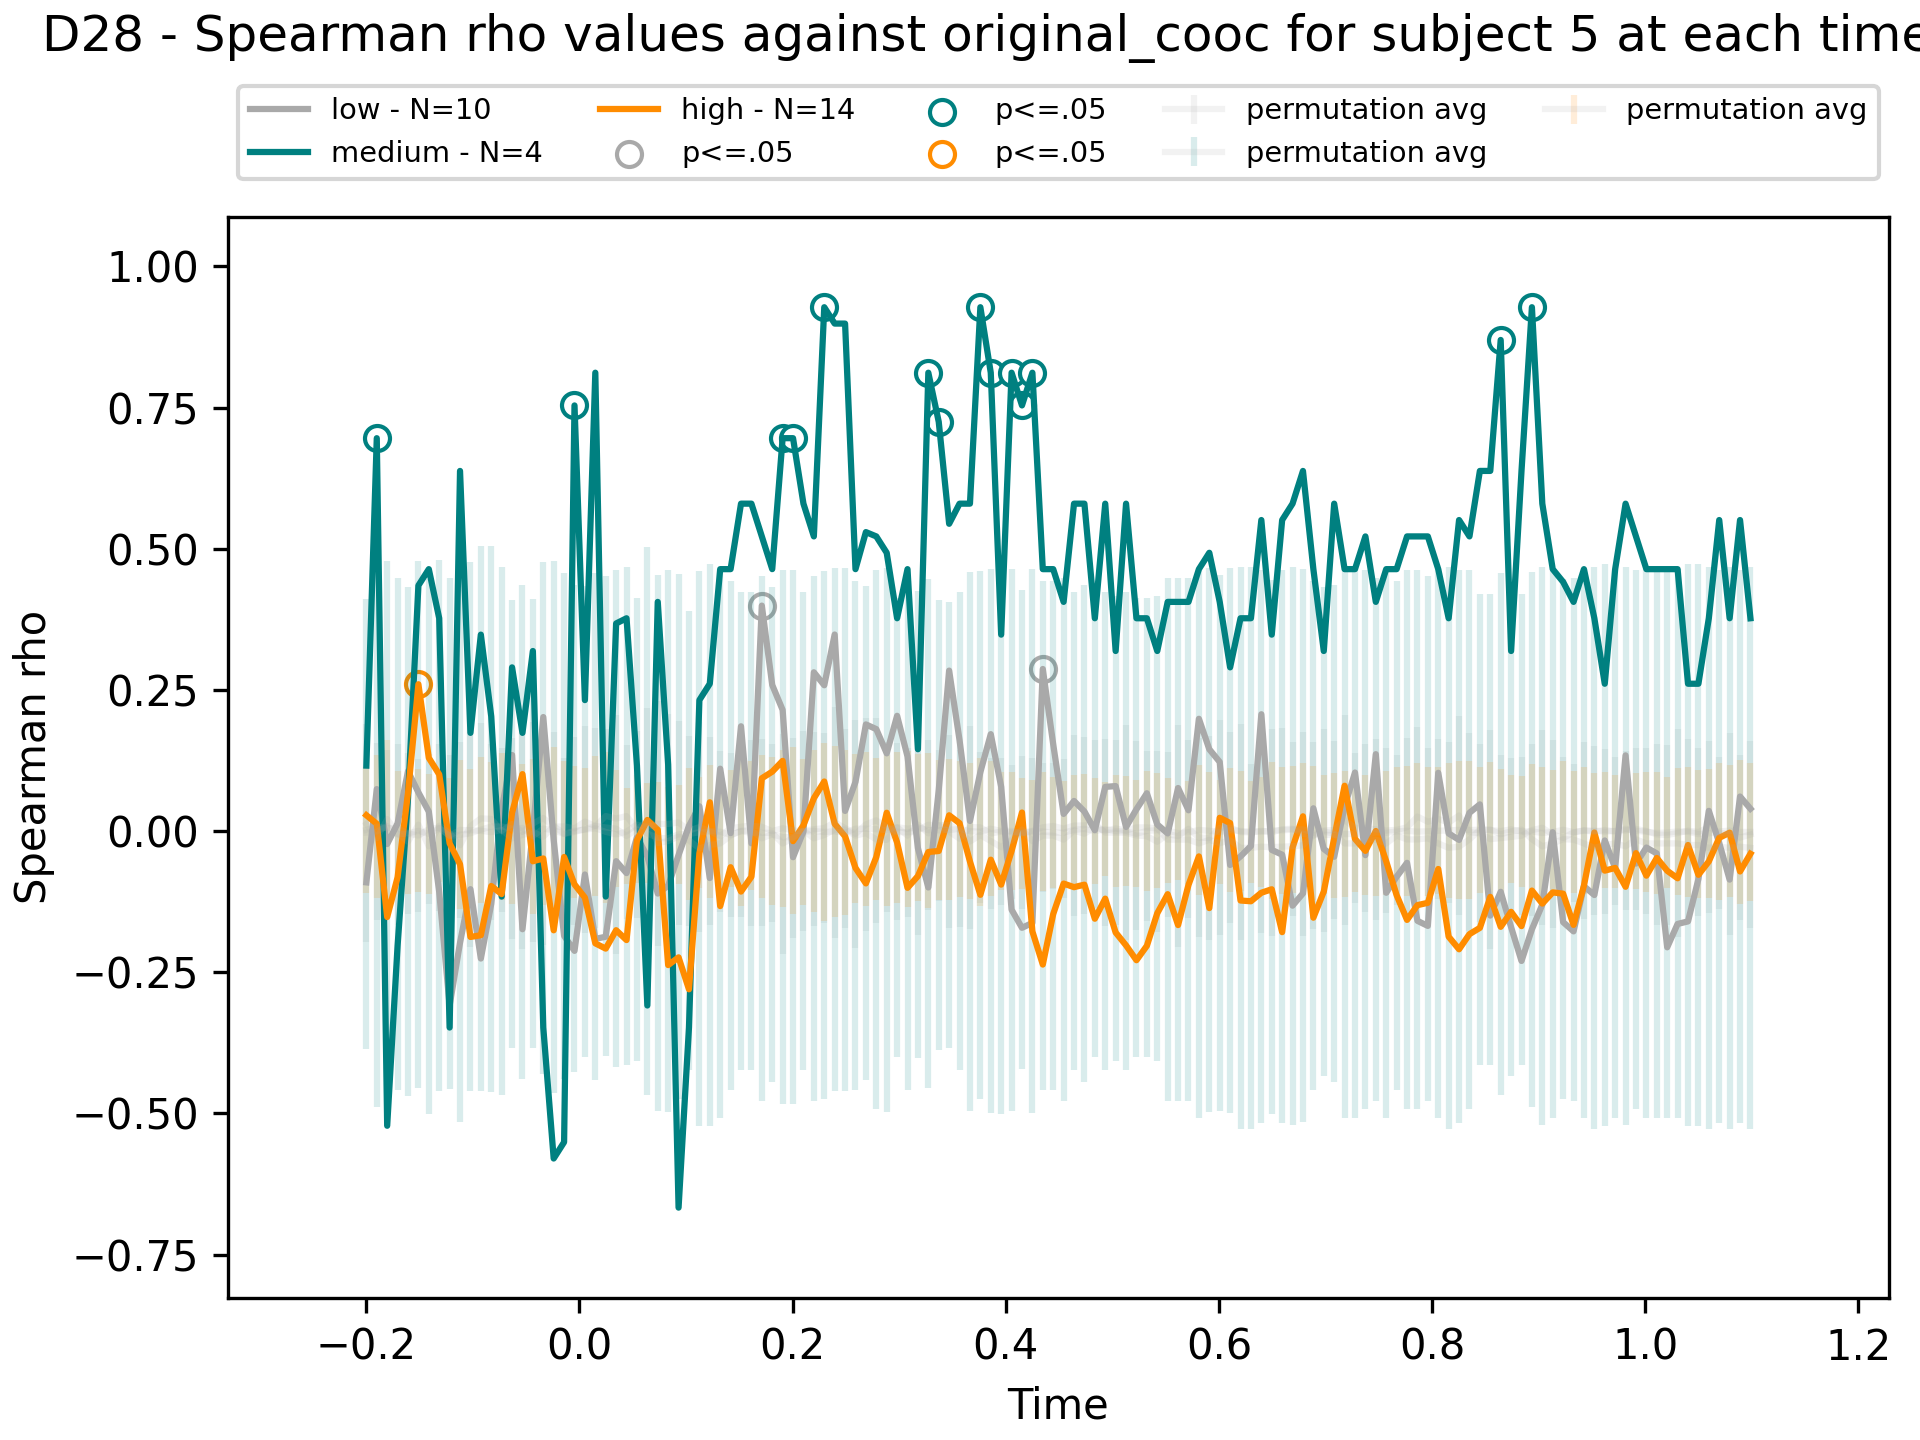 D28 - Spearman rho values against original_cooc for subject 5 at each time
low - N=10
medium - N=4
high - N=14
p<=.05
p<=.05
p<=.05
permutation avg
permutation avg
permutation avg
1.00
0.75
0.50
0.25
0.00
−0.25
−0.50
−0.75
Spearman rho
−0.2 0.0 0.2 0.4 0.6 0.8 1.0 1.2
Time